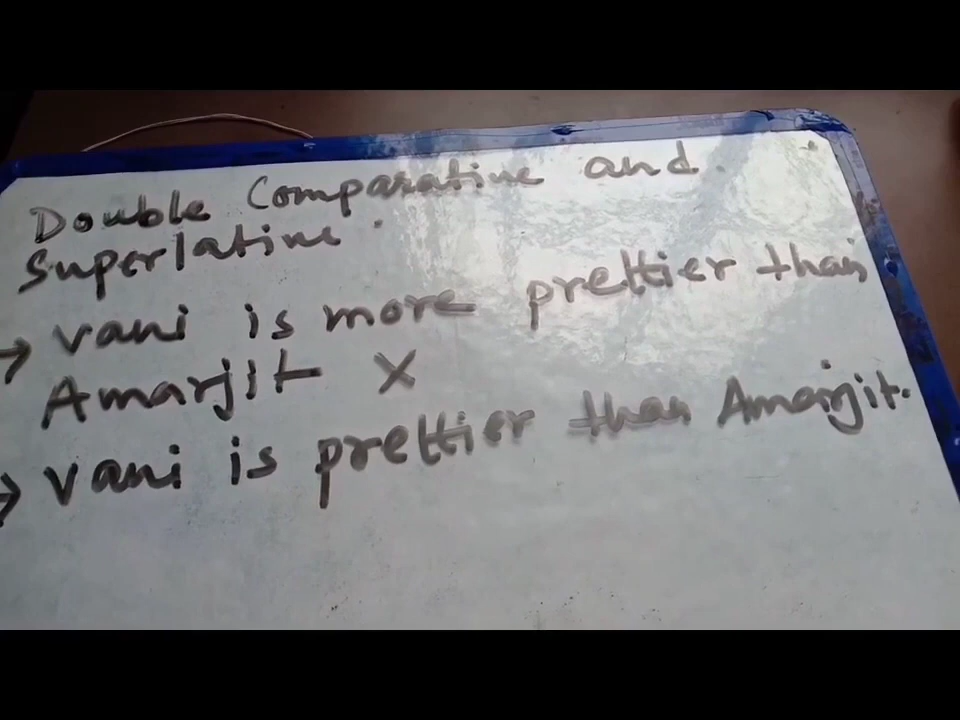 Double Comparative and
Superlative.
→ Vani is more prettier than
Amarjit X
→ Vani is prettier than Amarjit.